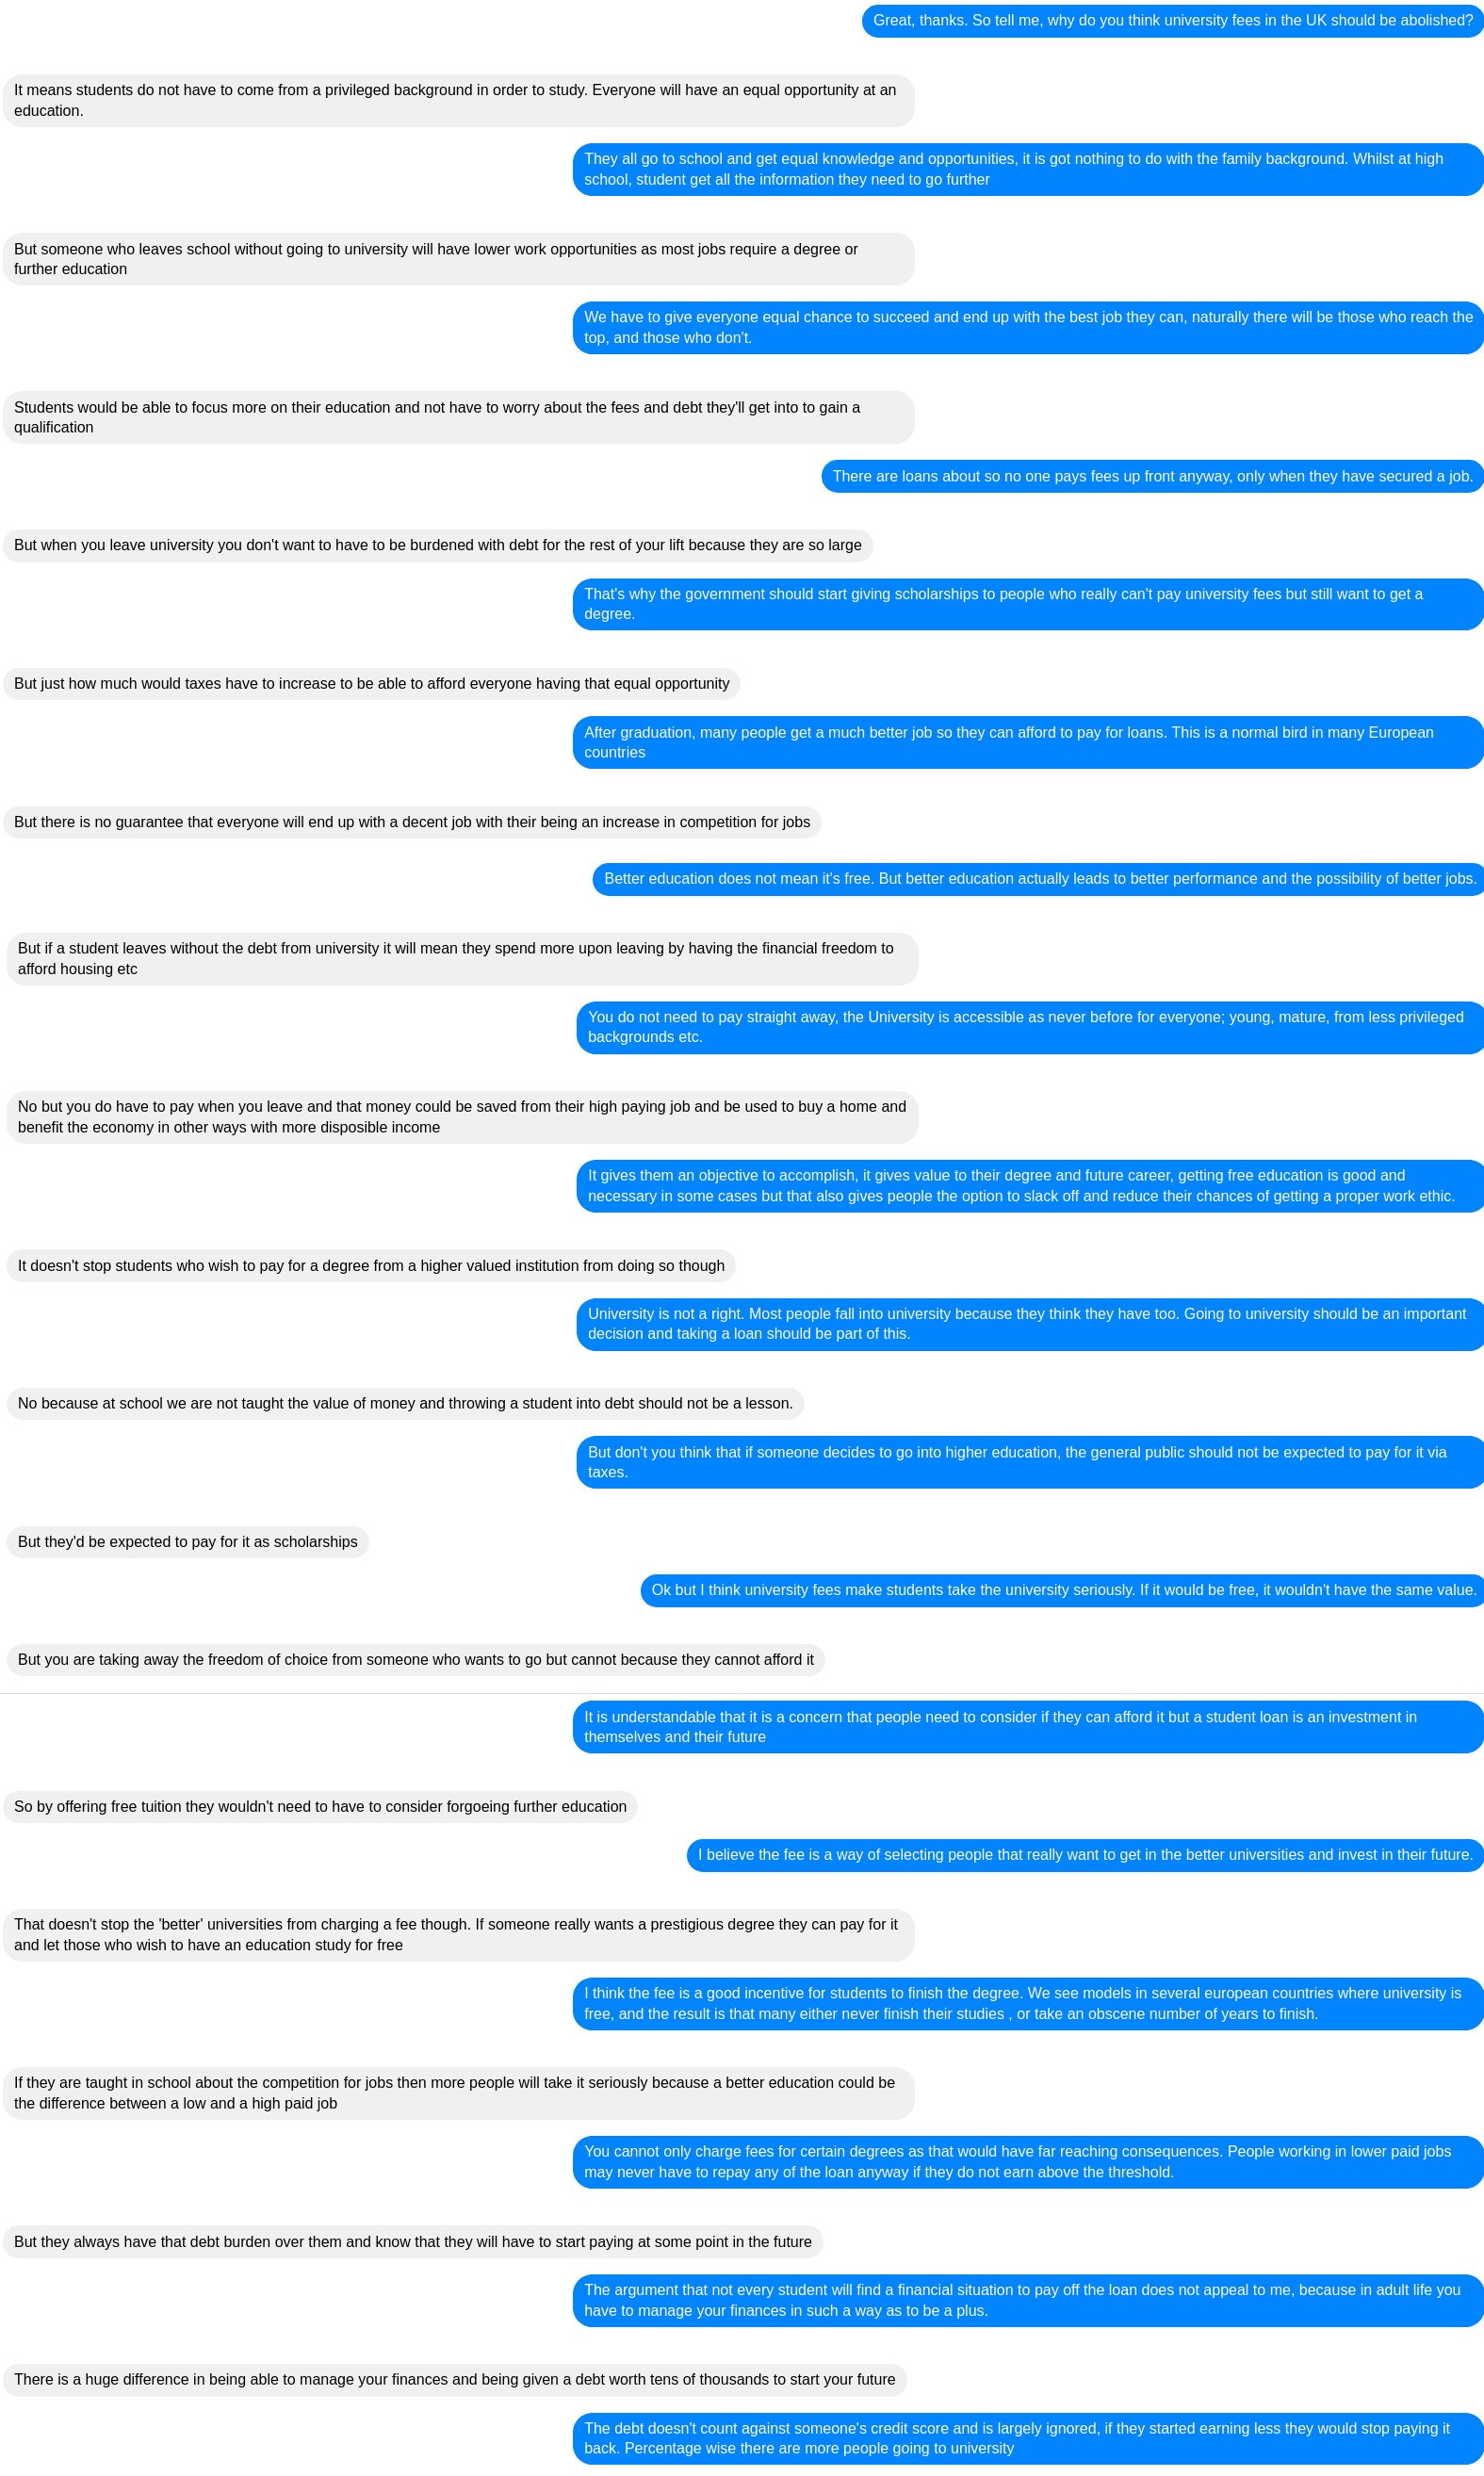 Great, thanks. So tell me, why do you think university fees in the UK should be abolished?
It means students do not have to come from a privileged background in order to study. Everyone will have an equal opportunity at an
education.
They all go to school and get equal knowledge and opportunities, it is got nothing to do with the family background. Whilst at high
school, student get all the information they need to go further
But someone who leaves school without going to university will have lower work opportunities as most jobs require a degree or
further education
We have to give everyone equal chance to succeed and end up with the best job they can, naturally there will be those who reach the
top, and those who don't.
Students would be able to focus more on their education and not have to worry about the fees and debt they'll get into to gain a
qualification
There are loans about so no one pays fees up front anyway, only when they have secured a job.
But when you leave university you don't want to have to be burdened with debt for the rest of your lift because they are so large
That's why the government should start giving scholarships to people who really can't pay university fees but still want to get a
degree.
But just how much would taxes have to increase to be able to afford everyone having that equal opportunity
After graduation, many people get a much better job so they can afford to pay for loans. This is a normal bird in many European
countries
But there is no guarantee that everyone will end up with a decent job with their being an increase in competition for jobs
Better education does not mean it's free. But better education actually leads to better performance and the possibility of better jobs.
But if a student leaves without the debt from university it will mean they spend more upon leaving by having the financial freedom to
afford housing etc
You do not need to pay straight away, the University is accessible as never before for everyone; young, mature, from less privileged
backgrounds etc.
No but you do have to pay when you leave and that money could be saved from their high paying job and be used to buy a home and
benefit the economy in other ways with more disposible income
It gives them an objective to accomplish, it gives value to their degree and future career, getting free education is good and
necessary in some cases but that also gives people the option to slack off and reduce their chances of getting a proper work ethic.
It doesn't stop students who wish to pay for a degree from a higher valued institution from doing so though
University is not a right. Most people fall into university because they think they have too. Going to university should be an important
decision and taking a loan should be part of this.
No because at school we are not taught the value of money and throwing a student into debt should not be a lesson.
But don't you think that if someone decides to go into higher education, the general public should not be expected to pay for it via
taxes.
But they'd be expected to pay for it as scholarships
Ok but I think university fees make students take the university seriously. If it would be free, it wouldn't have the same value.
But you are taking away the freedom of choice from someone who wants to go but cannot because they cannot afford it
It is understandable that it is a concern that people need to consider if they can afford it but a student loan is an investment in
themselves and their future
So by offering free tuition they wouldn't need to have to consider forgoeing further education
I believe the fee is a way of selecting people that really want to get in the better universities and invest in their future.
That doesn't stop the 'better' universities from charging a fee though. If someone really wants a prestigious degree they can pay for it
and let those who wish to have an education study for free
I think the fee is a good incentive for students to finish the degree. We see models in several european countries where university is
free, and the result is that many either never finish their studies , or take an obscene number of years to finish.
If they are taught in school about the competition for jobs then more people will take it seriously because a better education could be
the difference between a low and a high paid job
You cannot only charge fees for certain degrees as that would have far reaching consequences. People working in lower paid jobs
may never have to repay any of the loan anyway if they do not earn above the threshold.
But they always have that debt burden over them and know that they will have to start paying at some point in the future
The argument that not every student will find a financial situation to pay off the loan does not appeal to me, because in adult life you
have to manage your finances in such a way as to be a plus.
There is a huge difference in being able to manage your finances and being given a debt worth tens of thousands to start your future
The debt doesn't count against someone's credit score and is largely ignored, if they started earning less they would stop paying it
back. Percentage wise there are more people going to university